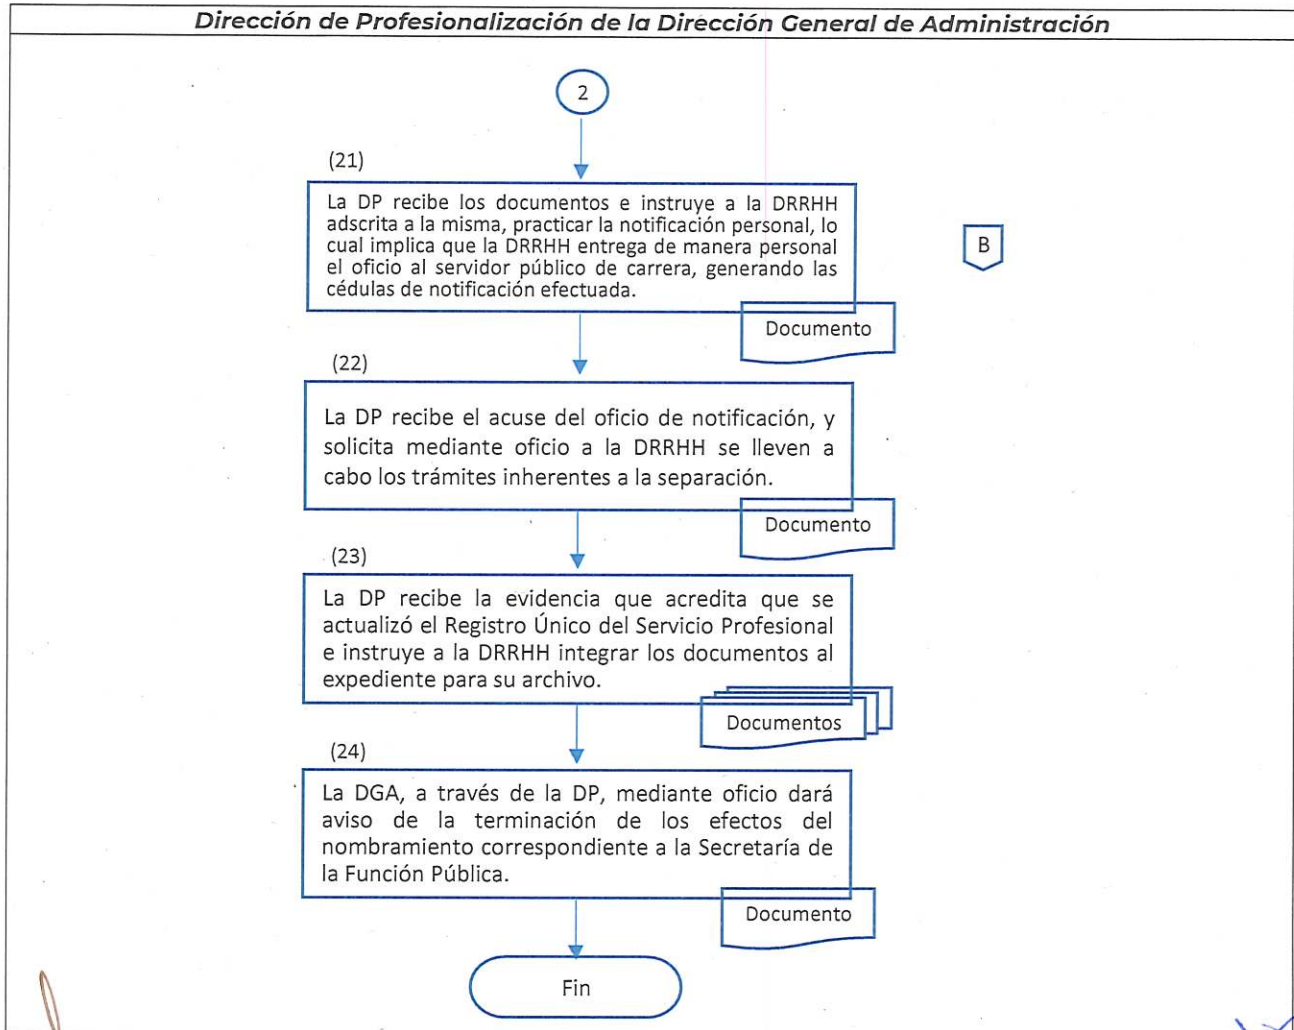 Dirección de Profesionalización de la Dirección General de Administración
2
(21)
La DP recibe los documentos e instruye a la DRRHH
adscrita a la misma, practicar la notificación personal, lo
cual implica que la DRRHH entrega de manera personal
el oficio al servidor público de carrera, generando las
cédulas de notificación efectuada.
B
Documento
(22)
La DP recibe el acuse del oficio de notificación, y
solicita mediante oficio a la DRRHH se lleven a
cabo los trámites inherentes a la separación.
Documento
(23)
La DP recibe la evidencia que acredita que se
actualizó el Registro Único del Servicio Profesional
e instruye a la DRRHH integrar los documentos al
expediente para su archivo.
Documentos
(24)
La DGA, a través de la DP, mediante oficio dará
aviso de la terminación de los efectos del
nombramiento correspondiente a la Secretaría de
la Función Pública.
Documento
Fin